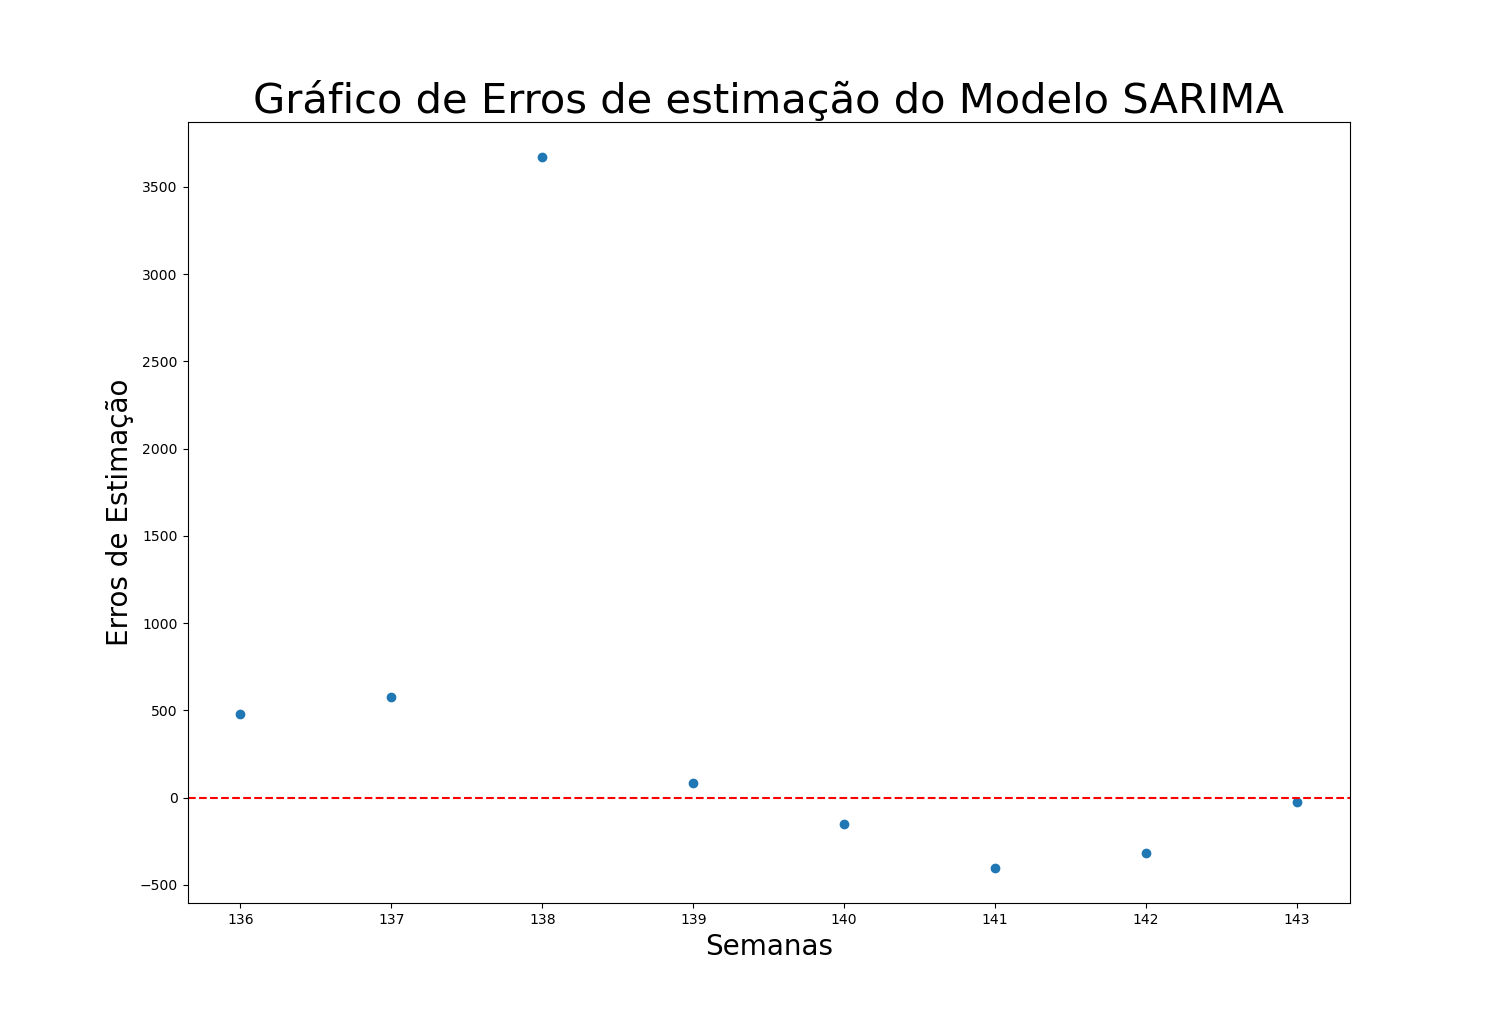 Gráfico de Erros de estimação do Modelo SARIMA
Erros de Estimação
3500
3000
2500
2000
1500
1000
500
0
−500
136 137 138 139 140 141 142 143
Semanas